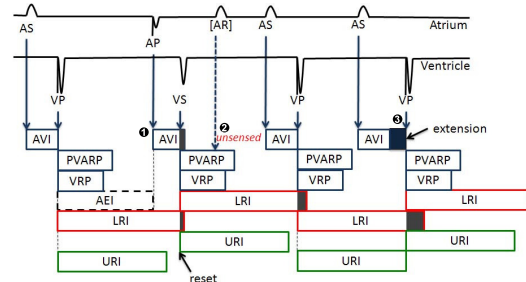 AS AP [AR] AS AS Atrium
Ventricle
VP VS VP VP
❶ ❷ ❸
AVI AVI unsensed AVI AVI extension
PVARP PVARP PVARP PVARP
VRP VRP VRP VRP
AEI LRI LRI
LRI LRI
URI URI
URI URI
reset